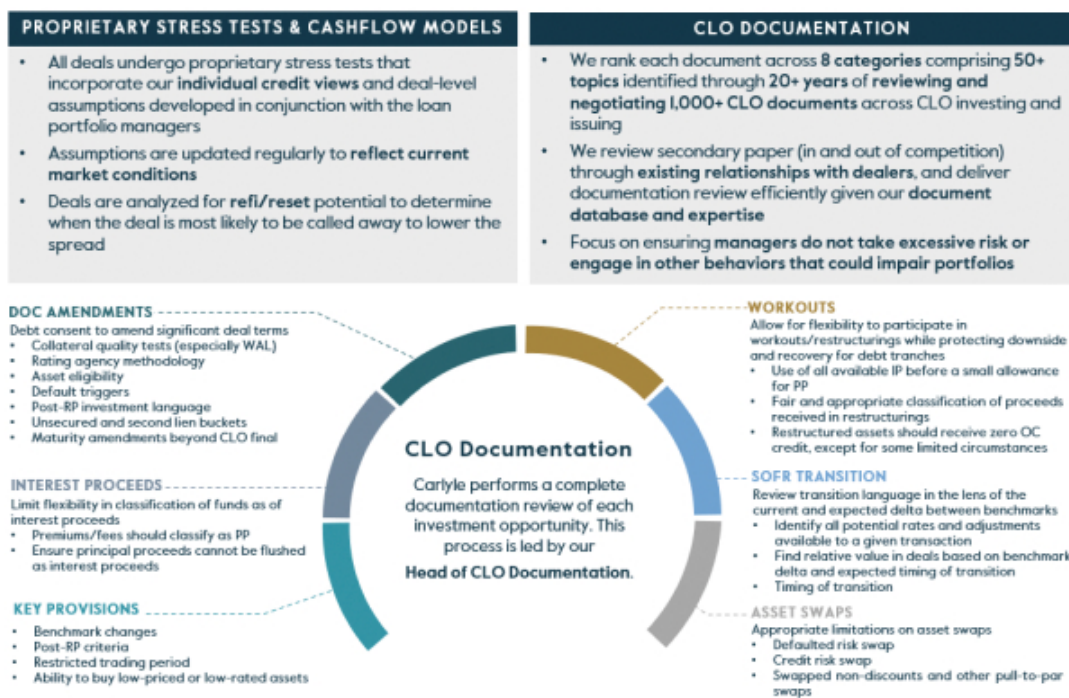 PROPRIETARY STRESS TESTS & CASHFLOW MODELS
• All deals undergo proprietary stress tests that
incorporate our individual credit views and deal-level
assumptions developed in conjunction with the loan
portfolio managers
• Assumptions are updated regularly to reflect current
market conditions
• Deals are analyzed for refi/reset potential to determine
when the deal is most likely to be called away to lower the
spread
CLO DOCUMENTATION
• We rank each document across 8 categories comprising 50+
topics identified through 20+ years of reviewing and
negotiating 1,000+ CLO documents across CLO investing and
issuing
• We review secondary paper (in and out of competition)
through existing relationships with dealers, and deliver
documentation review efficiently given our document
database and expertise
• Focus on ensuring managers do not take excessive risk or
engage in other behaviors that could impair portfolios
DOC AMENDMENTS
Debt consent to amend significant deal terms
• Collateral quality tests (especially WAL)
• Rating agency methodology
• Asset eligibility
• Default triggers
• Post-RP investment language
• Unsecured and second lien buckets
• Maturity amendments beyond CLO final
INTEREST PROCEEDS
Limit flexibility in classification of funds as of
interest proceeds
• Premiums/fees should classify as PP
• Ensure principal proceeds cannot be flushed
as interest proceeds
KEY PROVISIONS
• Benchmark changes
• Post-RP criteria
• Restricted trading period
• Ability to buy low-priced or low-rated assets
CLO Documentation
Carlyle performs a complete
documentation review of each
investment opportunity. This
process is led by our
Head of CLO Documentation.
WORKOUTS
Allow for flexibility to participate in
workouts/restructurings while protecting downside
and recovery for debt tranches
• Use of all available IP before a small allowance
for PP
• Fair and appropriate classification of proceeds
received in restructurings
• Restructured assets should receive zero OC
credit, except for some limited circumstances
SOFR TRANSITION
Review transition language in the lens of the
current and expected delta between benchmarks
• Identify all potential rates and adjustments
available to a given transaction
• Find relative value in deals based on benchmark
delta and expected timing of transition
• Timing of transition
ASSET SWAPS
Appropriate limitations on asset swaps
• Defaulted risk swap
• Credit risk swap
• Swapped non-discounts and other pull-to-par
swaps